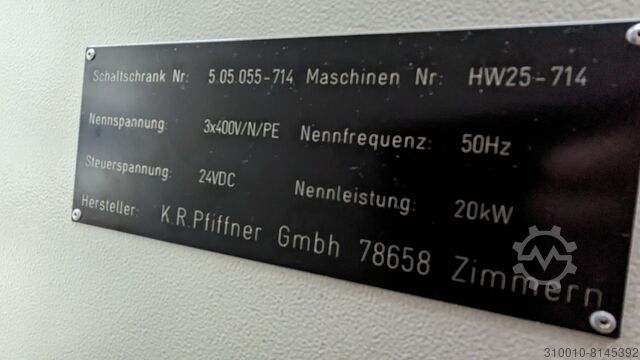 Schaltschrank Nr: 5.05.055-714 Maschinen Nr: HW25-714
Nennspannung: 3x400V/N/PE Nennfrequenz: 50Hz
Steuerspannung: 24VDC Nennleistung: 20kW
Hersteller: K.R.Pfiffner Gmbh 78658 Zimmern
310010-8145392